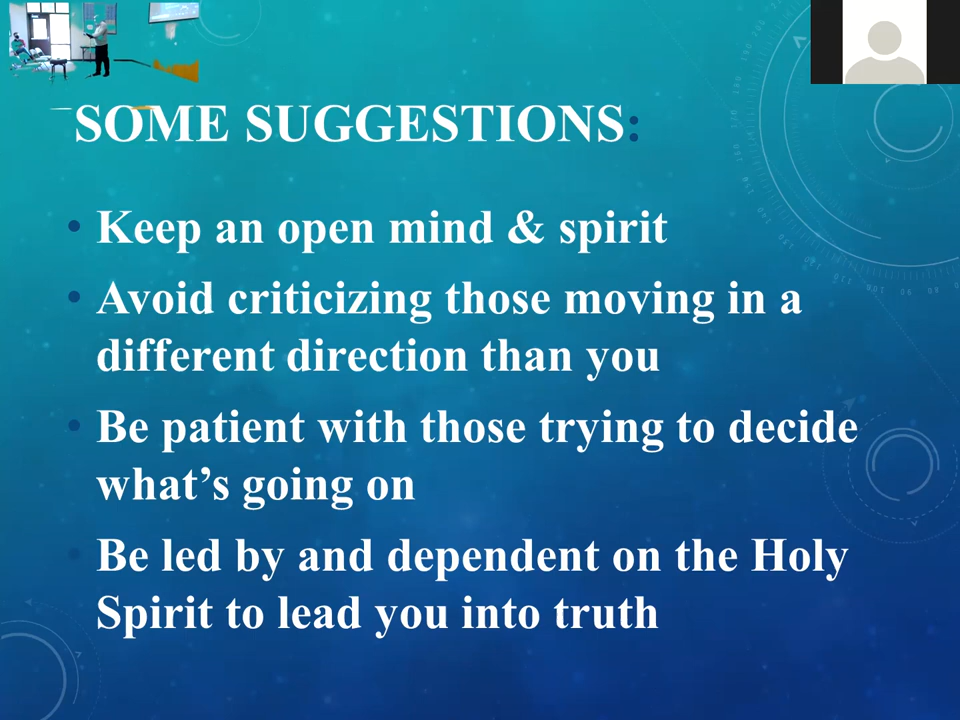 SOME SUGGESTIONS:
• Keep an open mind & spirit
• Avoid criticizing those moving in a
different direction than you
• Be patient with those trying to decide
what’s going on
• Be led by and dependent on the Holy
Spirit to lead you into truth